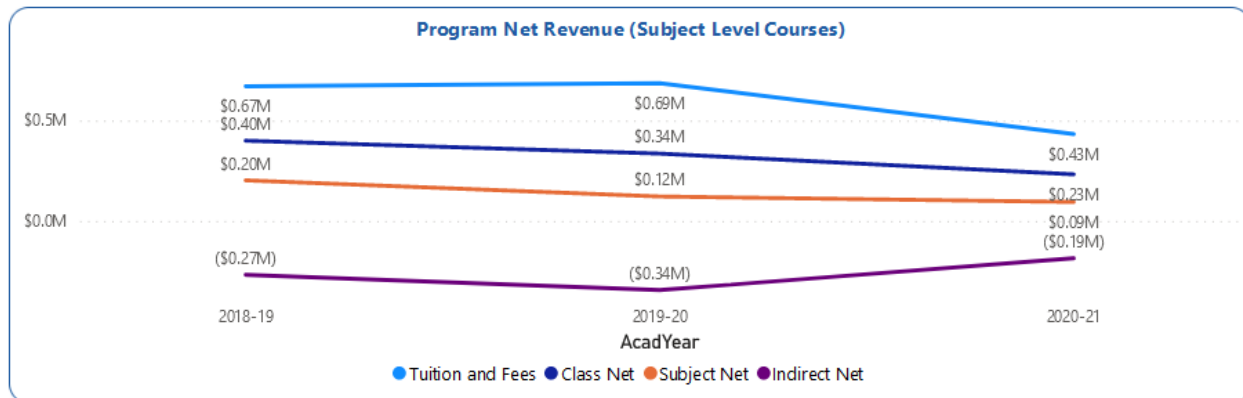 Program Net Revenue (Subject Level Courses)
$0.67M
$0.69M
$0.5M
$0.40M
$0.34M
$0.43M
$0.20M
$0.12M
$0.23M
$0.0M
$0.09M
($0.27M)
($0.34M)
($0.19M)
2018-19
2019-20
2020-21
AcadYear
Tuition and Fees
Class Net
Subject Net
Indirect Net